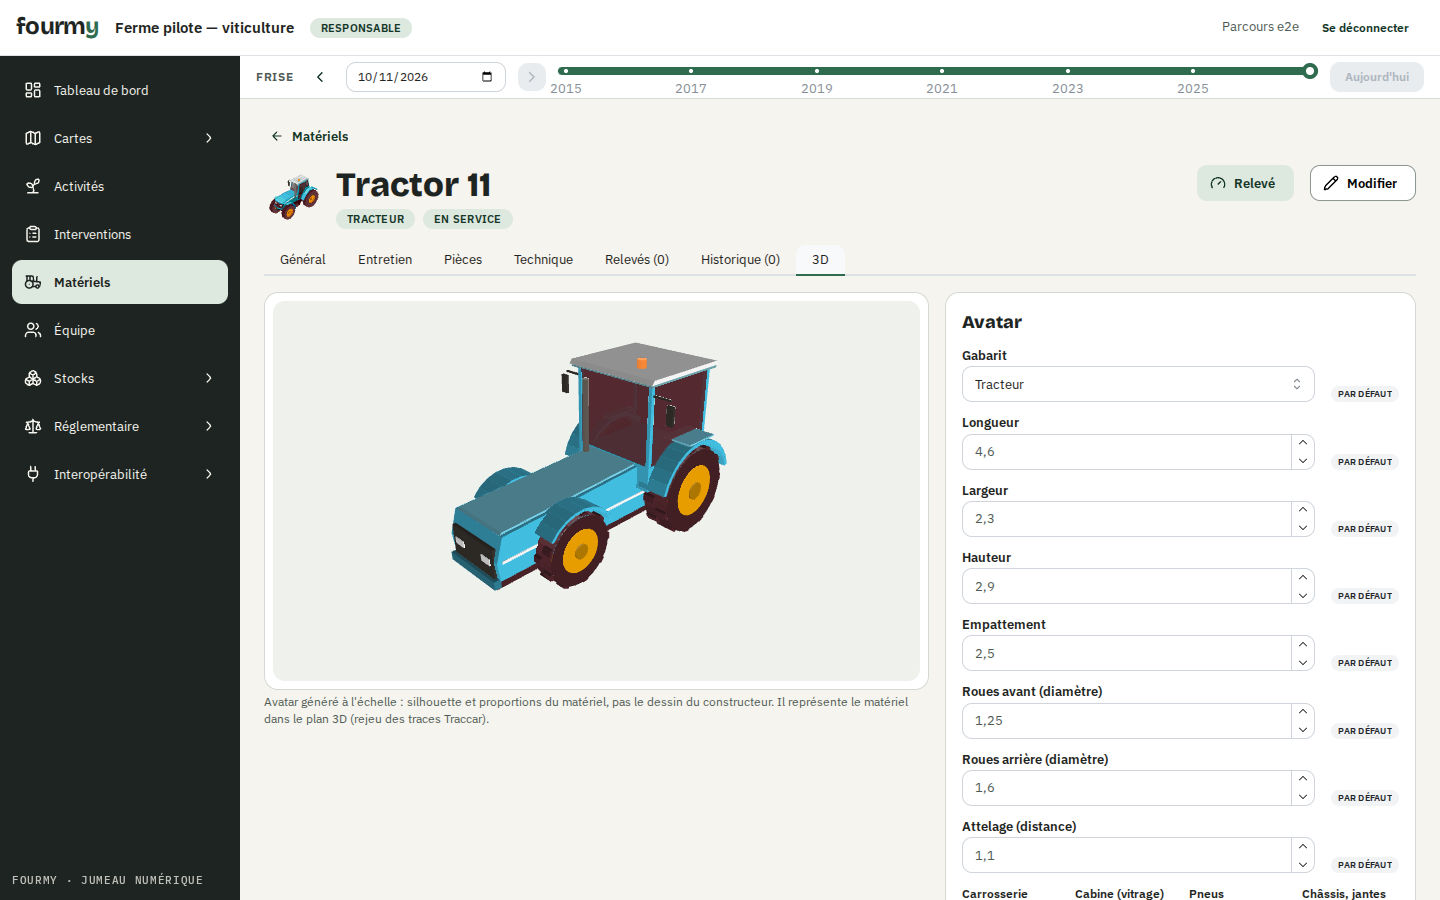 fourmy
Ferme pilote — viticulture
RESPONSABLE
Parcours e2e
Se déconnecter
Tableau de bord
Cartes
Activités
Interventions
Matériels
Équipe
Stocks
Réglementaire
Interopérabilité
FOURMY · JUMEAU NUMÉRIQUE
FRISE
10/11/2026
2015
2017
2019
2021
2023
2025
Aujourd'hui
Matériels
Tractor 11
TRACTEUR
EN SERVICE
Relevé
Modifier
Général
Entretien
Pièces
Technique
Relevés (0)
Historique (0)
3D
Avatar généré à l'échelle : silhouette et proportions du matériel, pas le dessin du constructeur. Il représente le matériel
dans le plan 3D (rejeu des traces Traccar).
Avatar
Gabarit
Tracteur
PAR DÉFAUT
Longueur
4,6
PAR DÉFAUT
Largeur
2,3
PAR DÉFAUT
Hauteur
2,9
PAR DÉFAUT
Empattement
2,5
PAR DÉFAUT
Roues avant (diamètre)
1,25
PAR DÉFAUT
Roues arrière (diamètre)
1,6
PAR DÉFAUT
Attelage (distance)
1,1
PAR DÉFAUT
Carrosserie
Cabine (vitrage)
Pneus
Châssis, jantes